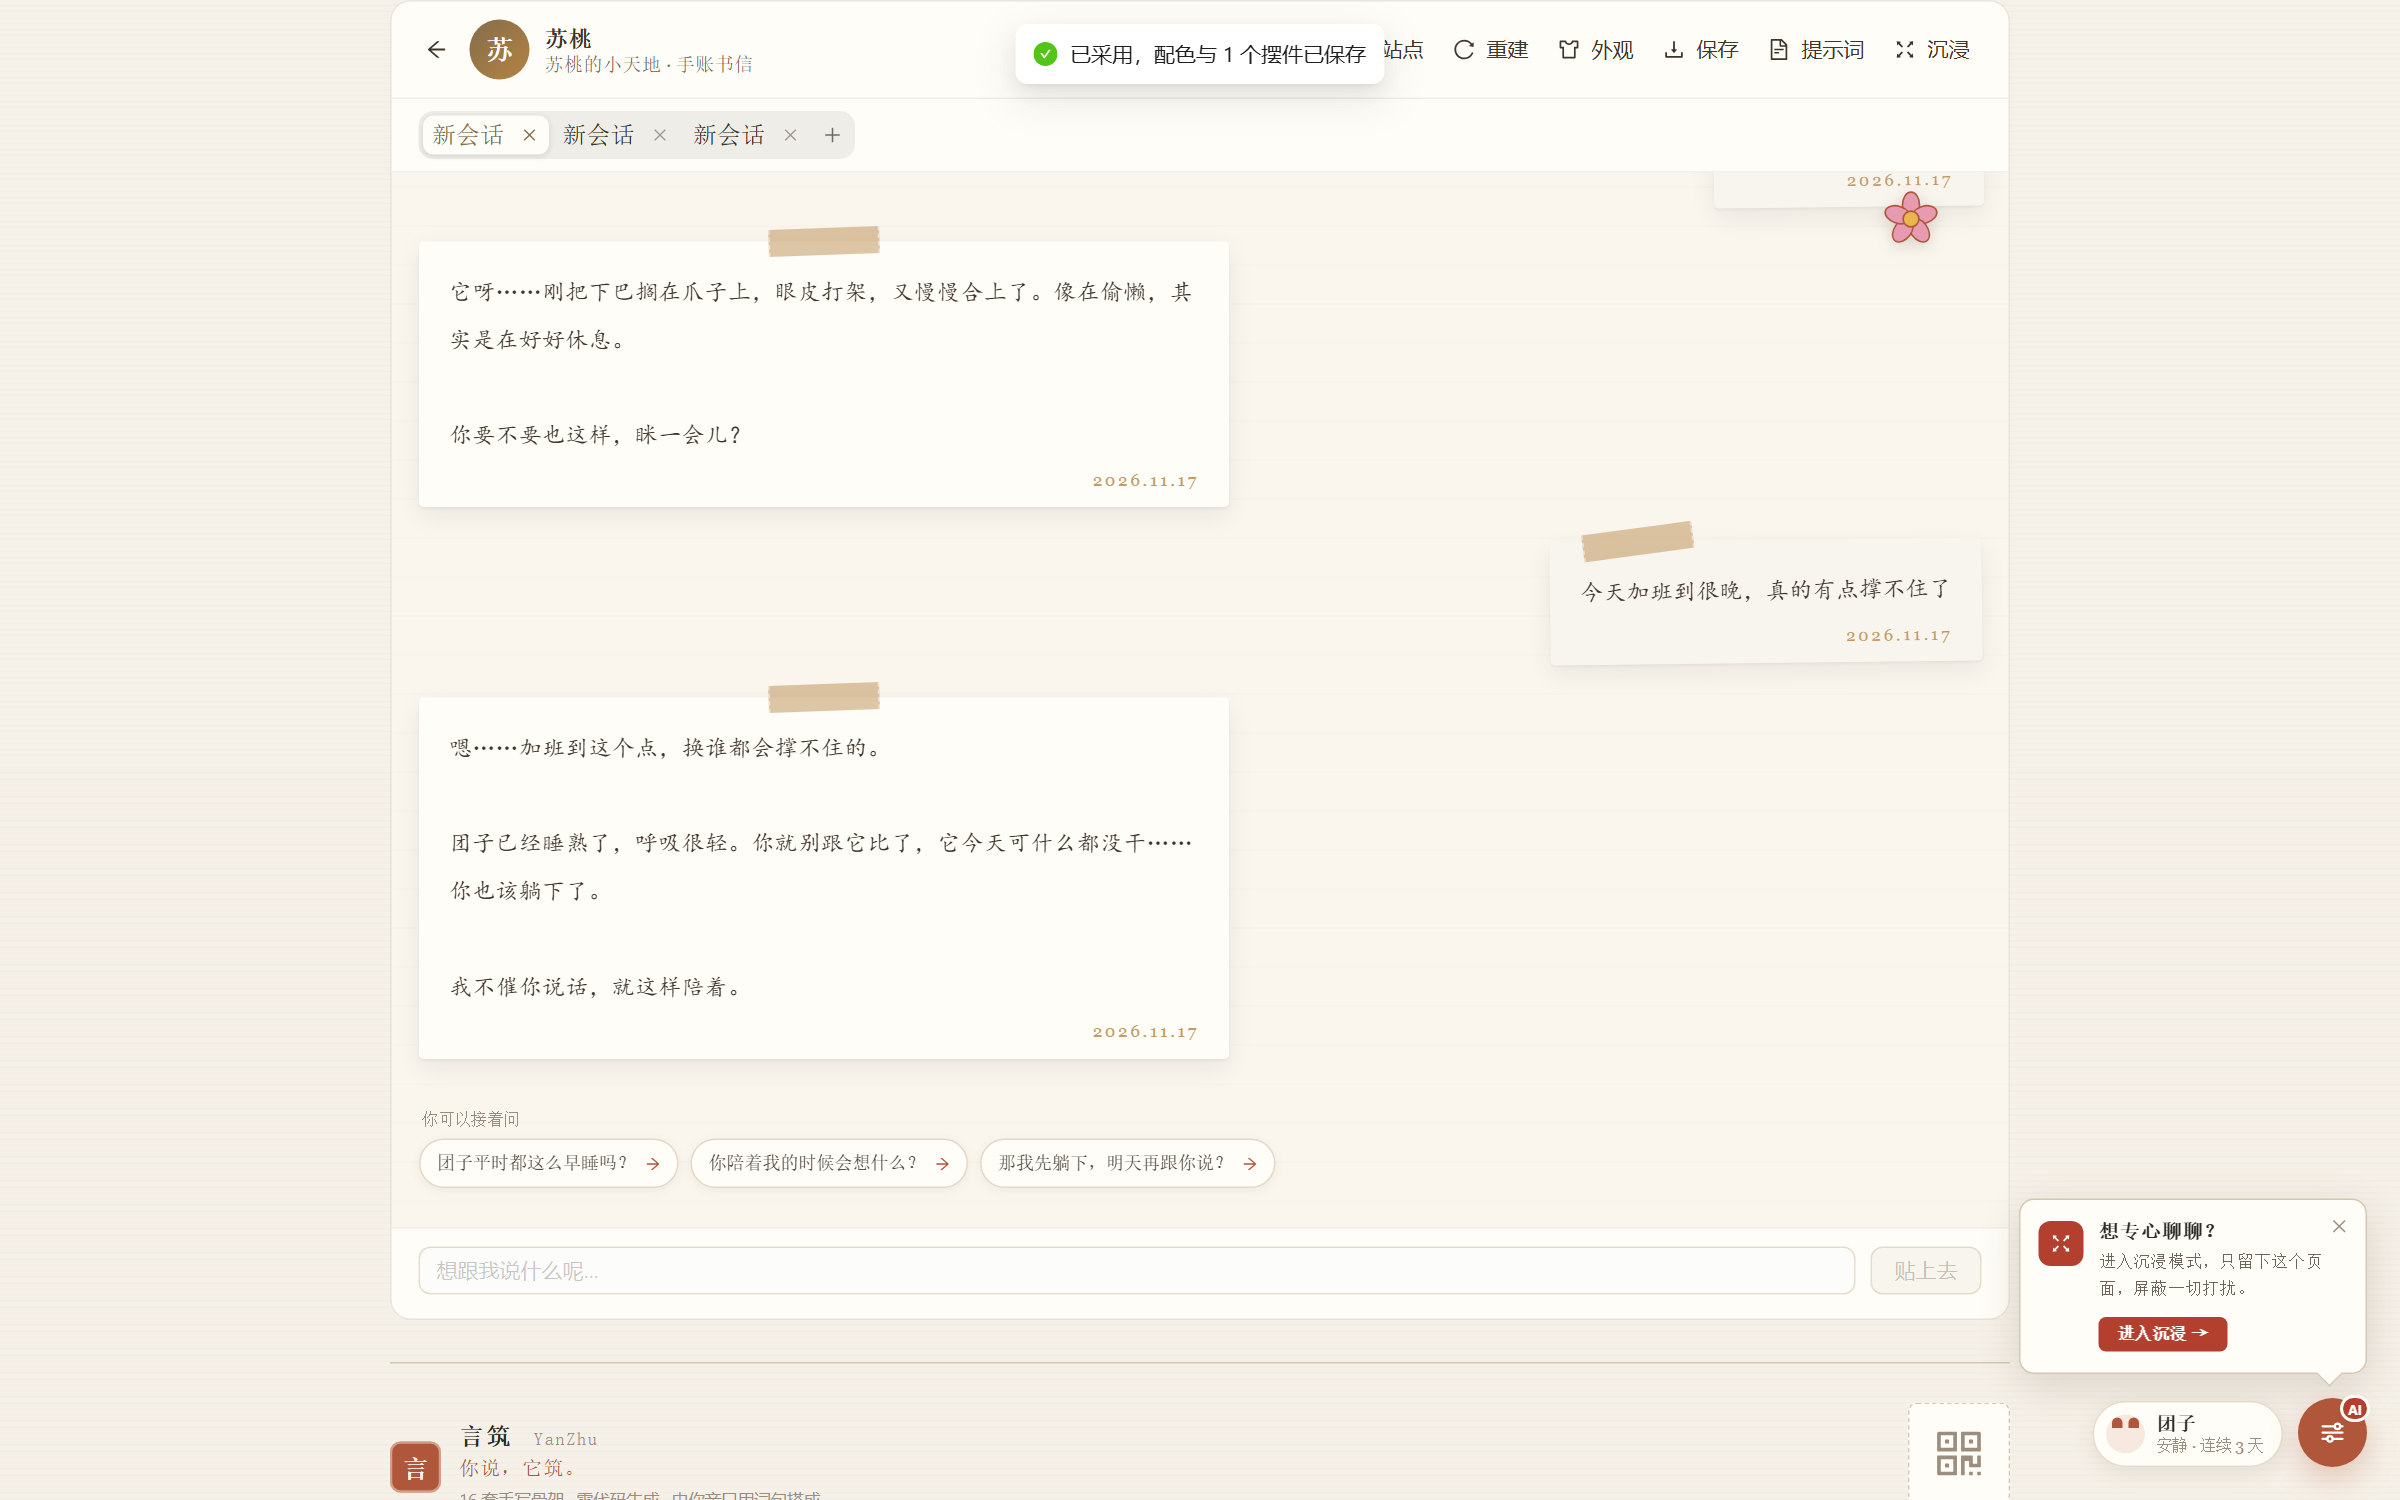 苏
苏桃
苏桃的小天地 · 手账书信
已采用，配色与 1 个摆件已保存
站点
重建
外观
保存
提示词
沉浸
新会话
新会话
新会话
2026.11.17
它呀……刚把下巴搁在爪子上，眼皮打架，又慢慢合上了。像在偷懒，其
实是在好好休息。
你要不要也这样，眯一会儿？
2026.11.17
今天加班到很晚，真的有点撑不住了
2026.11.17
嗯……加班到这个点，换谁都会撑不住的。
团子已经睡熟了，呼吸很轻。你就别跟它比了，它今天可什么都没干……
你也该躺下了。
我不催你说话，就这样陪着。
2026.11.17
你可以接着问
团子平时都这么早睡吗？
你陪着我的时候会想什么？
那我先躺下，明天再跟你说？
想跟我说什么呢...
贴上去
想专心聊聊？
进入沉浸模式，只留下这个页
面，屏蔽一切打扰。
进入沉浸 →
团子
安静 · 连续 3 天
AI
言
言筑 YanZhu
你说，它筑。